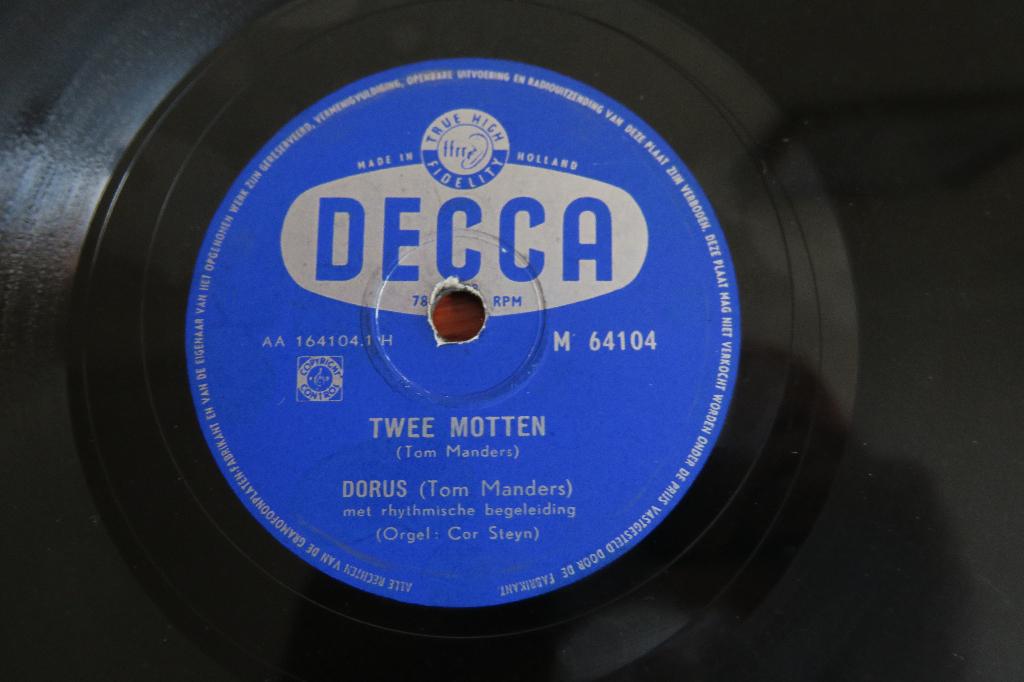 ALLE RECHTEN VAN DE GRAMOFOONPLATEN-FABRIKANT EN VAN DE EIGENAAR VAN HET OPGENOMEN WERK ZIJN GERESERVEERD, VERMENIGVULDIGING, OPENBARE UITVOERING EN RADIOUITZENDING VAN DEZE PLAAT ZIJN VERBODEN. DEZE PLAAT MAG NIET VERKOCHT WORDEN ONDER DE PRIJS VASTGESTELD DOOR DE FABRIKANT.
TRUE HIGH
ffrr
FIDELITY
MADE IN HOLLAND
DECCA
78 RPM
AA 164104.1 H
M 64104
COPYRIGHT
CONTROL
TWEE MOTTEN
(Tom Manders)
DORUS (Tom Manders)
met rhythmische begeleiding
(Orgel: Cor Steyn)